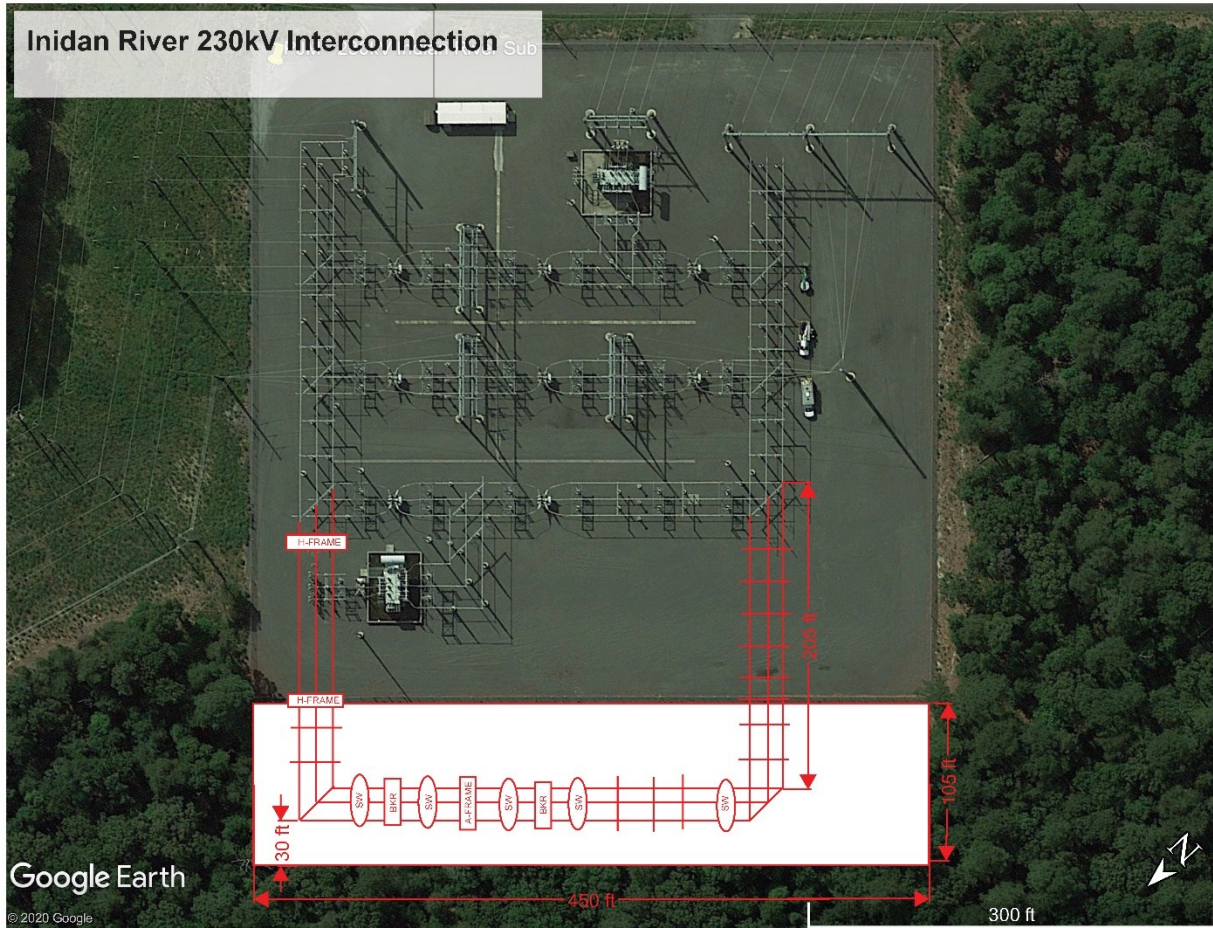 Inidan River 230kV Interconnection
H-FRAME
205 ft
H-FRAME
SW
BKR
SW
A-FRAME
SW
BKR
SW
SW
105 ft
30 ft
N
Google Earth
450 ft
© 2020 Google
300 ft